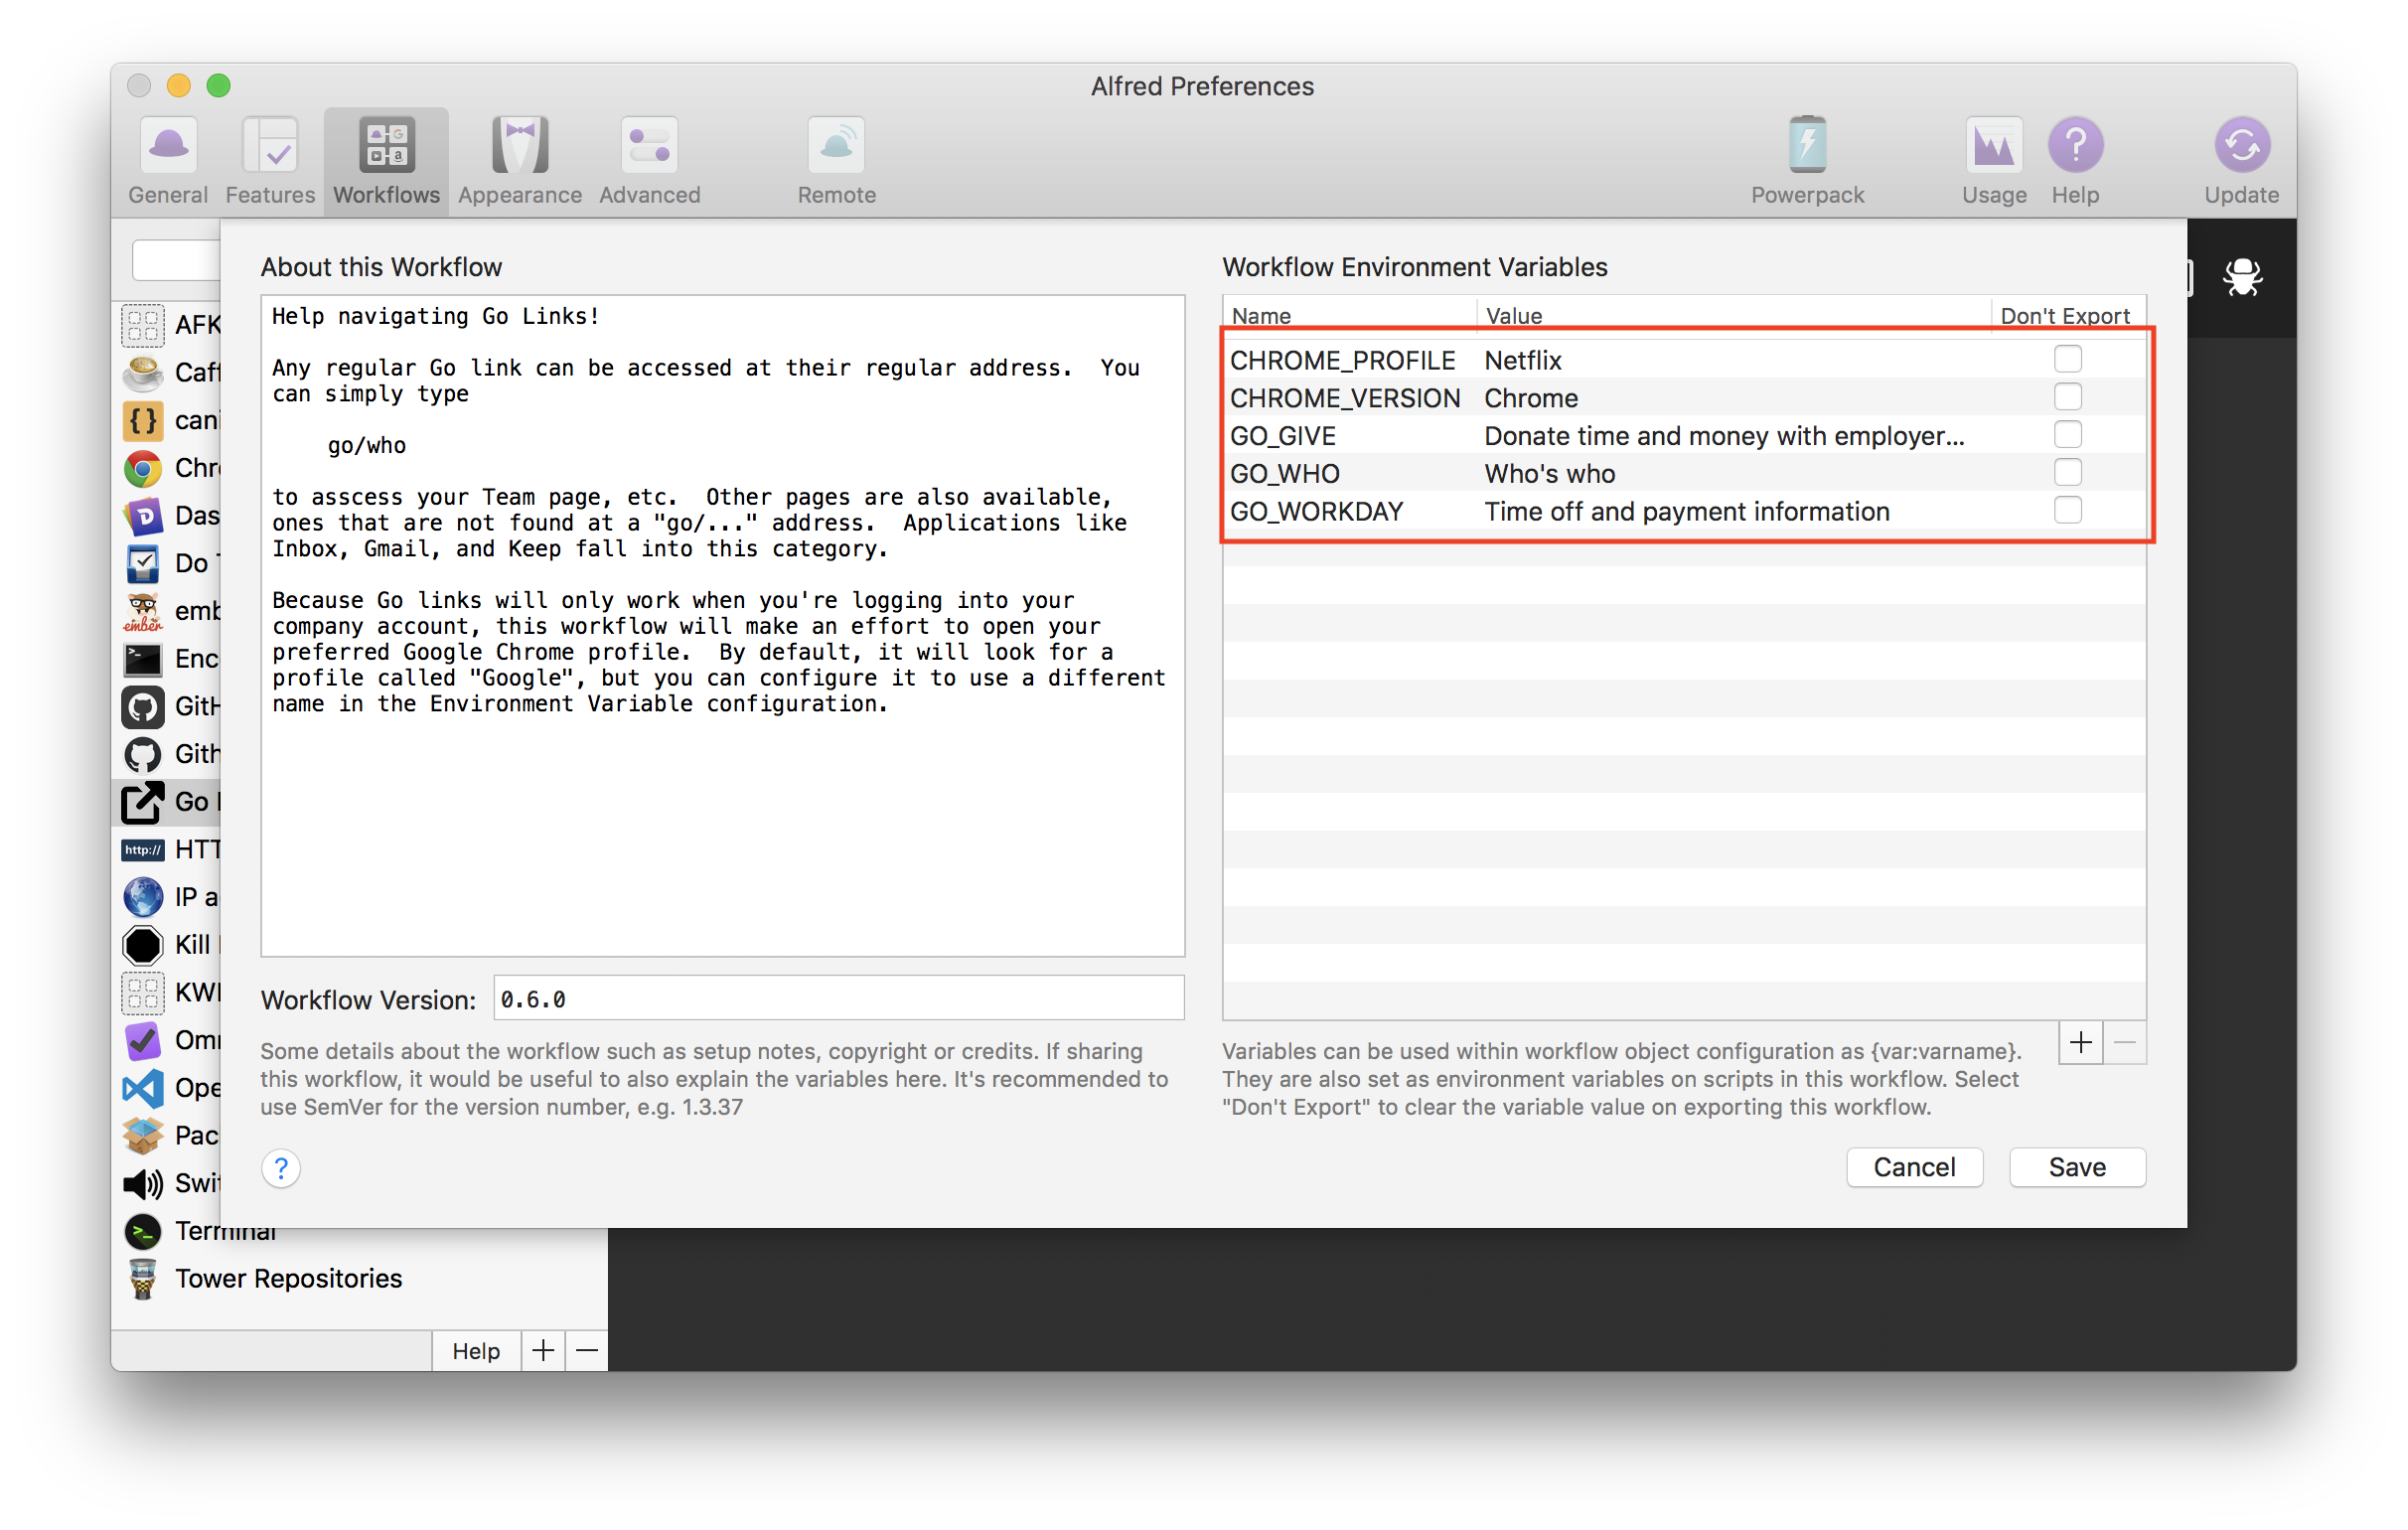 Alfred Preferences
General Features Workflows Appearance Advanced Remote Powerpack Usage Help Update
About this Workflow
Help navigating Go Links!
Any regular Go link can be accessed at their regular address. You
can simply type
go/who
to asscess your Team page, etc. Other pages are also available,
ones that are not found at a "go/..." address. Applications like
Inbox, Gmail, and Keep fall into this category.
Because Go links will only work when you're logging into your
company account, this workflow will make an effort to open your
preferred Google Chrome profile. By default, it will look for a
profile called "Google", but you can configure it to use a different
name in the Environment Variable configuration.
Workflow Version: 0.6.0
Some details about the workflow such as setup notes, copyright or credits. If sharing
this workflow, it would be useful to also explain the variables here. It's recommended to
use SemVer for the version number, e.g. 1.3.37
?
Workflow Environment Variables
Name Value Don't Export
CHROME_PROFILE Netflix
CHROME_VERSION Chrome
GO_GIVE Donate time and money with employer...
GO_WHO Who's who
GO_WORKDAY Time off and payment information
+ −
Variables can be used within workflow object configuration as {var:varname}.
They are also set as environment variables on scripts in this workflow. Select
"Don't Export" to clear the variable value on exporting this workflow.
Cancel Save
AFK
Caff
cani
Chr
Das
Do
ember
emb
Enc
GitH
Gith
Go
http:// HTT
IP a
Kill
KW
Om
Ope
Pac
Swi
Terminal
Tower Repositories
Help + −